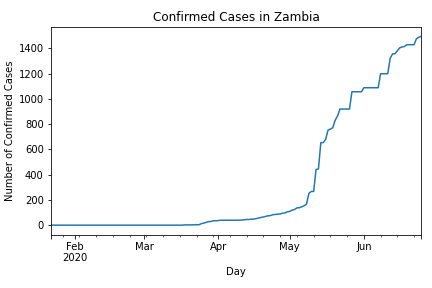 Confirmed Cases in Zambia
Number of Confirmed Cases
1400
1200
1000
800
600
400
200
0
Feb Mar Apr May Jun
2020
Day